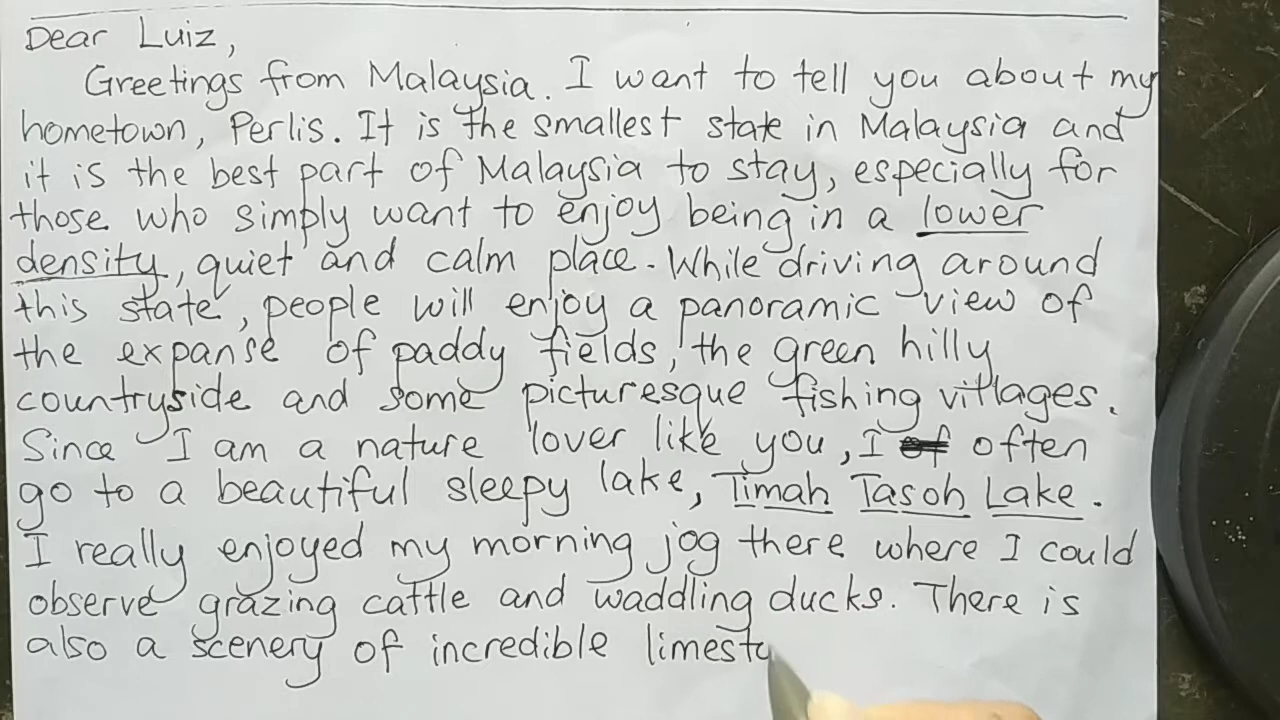 Dear Luiz,
Greetings from Malaysia. I want to tell you about my
hometown, Perlis. It is the smallest state in Malaysia and
it is the best part of Malaysia to stay, especially for
those who simply want to enjoy being in a lower
density, quiet and calm place. While driving around
this state, people will enjoy a panoramic view of
the expanse of paddy fields, the green hilly
countryside and some picturesque fishing villages.
Since I am a nature lover like you, I often
go to a beautiful sleepy lake, Timah Tasoh Lake.
I really enjoyed my morning jog there where I could
observe grazing cattle and waddling ducks. There is
also a scenery of incredible limesto